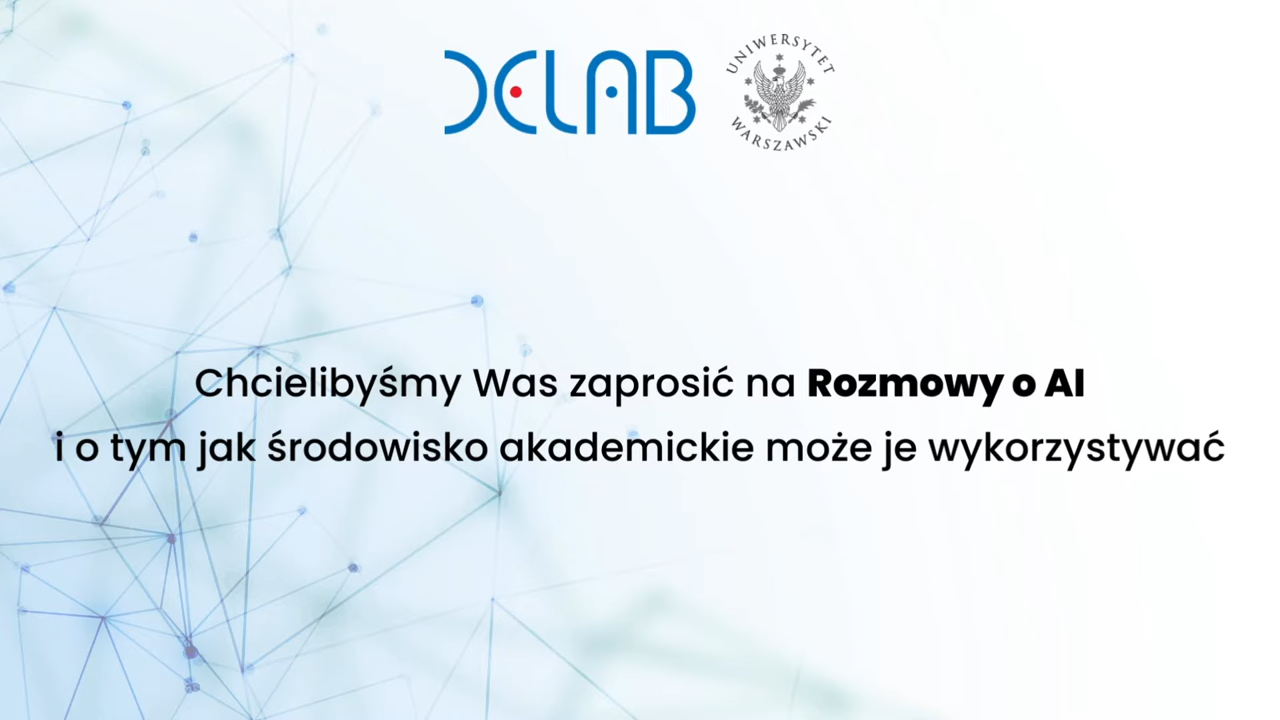 DELAB
UNIWERSYTET WARSZAWSKI
Chcielibyśmy Was zaprosić na Rozmowy o AI
i o tym jak środowisko akademickie może je wykorzystywać